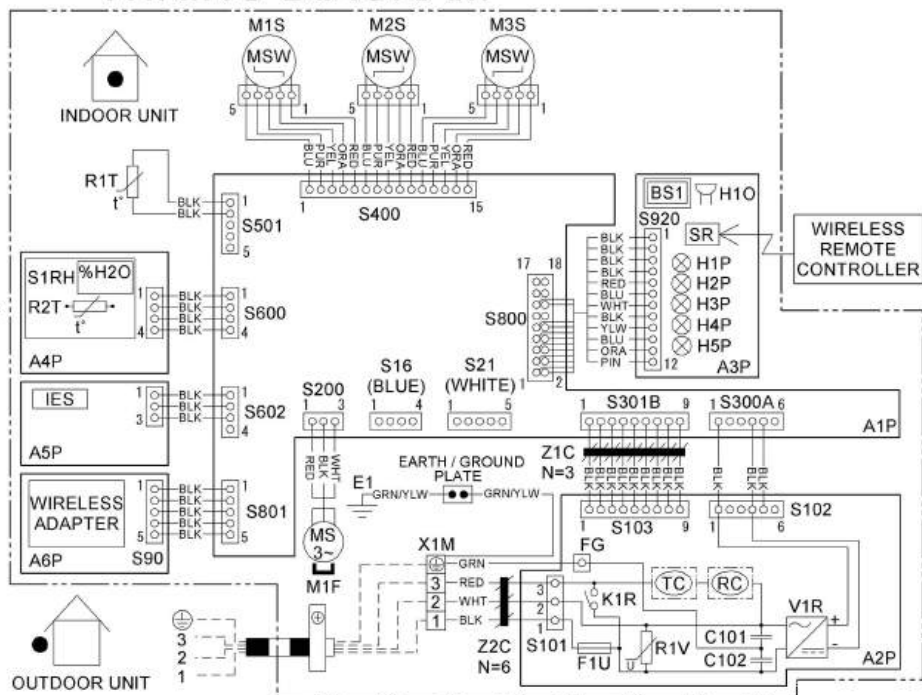 M1S M2S M3S
MSW MSW MSW
5 1 5 1 5 1
INDOOR UNIT
BLU PUR YEL ORA RED BLU PUR YEL ORA RED BLU PUR YEL ORA RED
1 S400 15
R1T
t°
BLK
BLK
1
S501
5
BS1 H1O
S920
SR
WIRELESS
REMOTE
CONTROLLER
1
BLK
BLK
BLK
BLK
RED
BLU
WHT
BLK
YLW
BLU
ORA
PIN
12
H1P
H2P
H3P
H4P
H5P
A3P
17 18
S800
1 2
S1RH %H2O
R2T
t°
A4P
1 BLK 1
BLK
BLK
4 BLK 4
S600
IES
A5P
1 BLK 1
BLK
3 BLK
4
S602
WIRELESS
ADAPTER
A6P S90
1 BLK 1
BLK
BLK
BLK
5 BLK 5
S801
S200
1 3
S16
(BLUE)
1 4
S21
(WHITE)
1 5
1 S301B 9
1 S300A 6
A1P
RED BLK WHT
MS
3~
M1F
EARTH / GROUND
PLATE
E1
GRN/YLW GRN/YLW
Z1C
N=3
BLK BLK BLK BLK BLK BLK BLK BLK BLK
BLK BLK BLK
1 S103 9
1 6 S102
X1M
GRN
3 RED
2 WHT
1 BLK
Z2C
N=6
FG
3
2
1
S101
K1R
F1U
TC RC
R1V
U
C101
C102
V1R
+
-
A2P
OUTDOOR UNIT
3
2
1